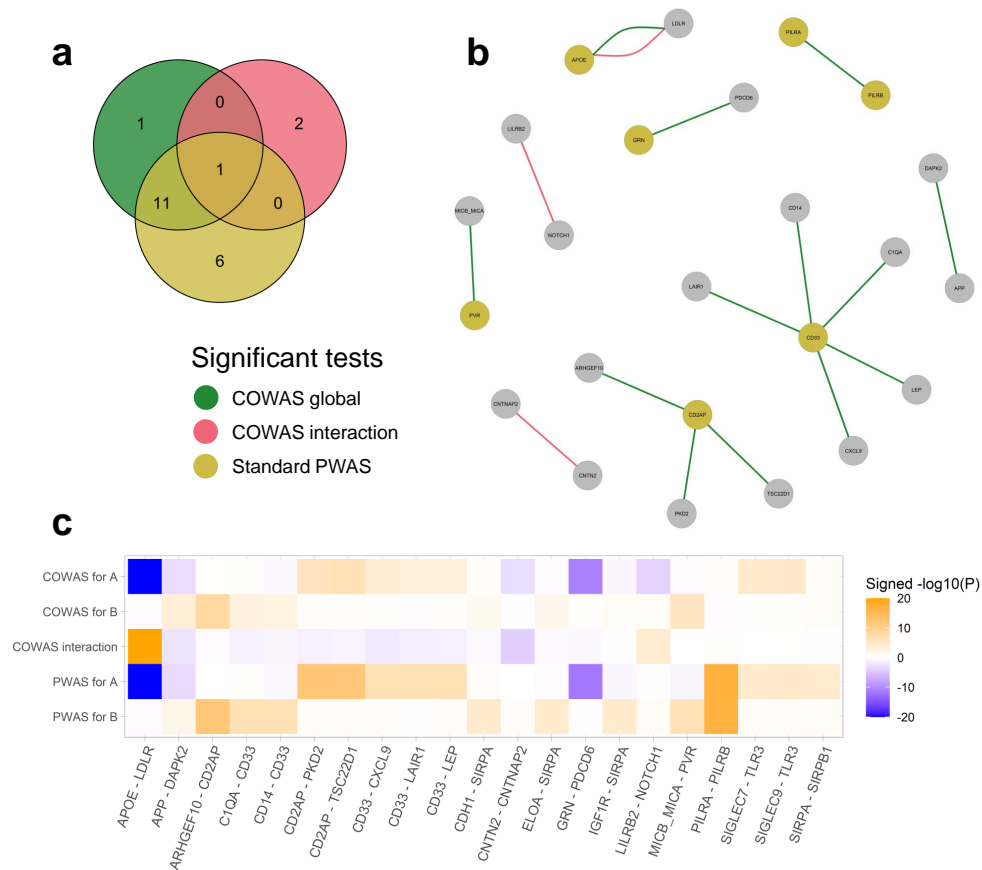 a
0
1
2
1
11
0
6
Significant tests
COWAS global
COWAS interaction
Standard PWAS
b
LDLR
APOE
PILRA
PILRB
PDCD6
GRN
LILRB2
NOTCH1
MICB_MICA
PVR
DAPK2
APP
CD14
C1QA
LAIR1
CD33
LEP
CXCL9
ARHGEF10
CD2AP
PKD2
TSC22D1
CNTNAP2
CNTN2
c
COWAS for A
COWAS for B
COWAS interaction
PWAS for A
PWAS for B
APOE - LDLR
APP - DAPK2
ARHGEF10 - CD2AP
C1QA - CD33
CD14 - CD33
CD2AP - PKD2
CD2AP - TSC22D1
CD33 - CXCL9
CD33 - LAIR1
CD33 - LEP
CDH1 - SIRPA
CNTN2 - CNTNAP2
ELOA - SIRPA
GRN - PDCD6
IGF1R - SIRPA
LILRB2 - NOTCH1
MICB_MICA - PVR
PILRA - PILRB
SIGLEC7 - TLR3
SIGLEC9 - TLR3
SIRPA - SIRPB1
Signed -log10(P)
20
10
0
-10
-20